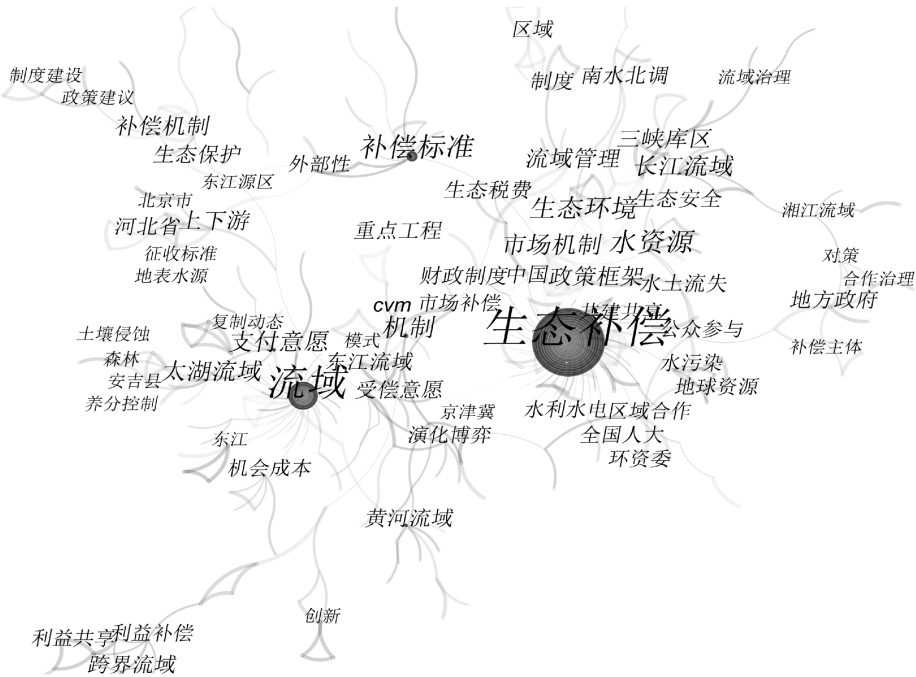 区域
制度建设
制度
南水北调
流域治理
政策建议
补偿机制
三峡库区
补偿标准
生态保护
外部性
流域管理
长江流域
东江源区
生态税费
北京市
生态环境
生态安全
湘江流域
河北省
上下游
重点工程
市场机制
水资源
征收标准
对策
地表水源
财政制度
中国政策框架
水土流失
合作治理
cvm
市场补偿
地方政府
共建共享
复制动态
机制
生态补偿
公众参与
土壤侵蚀
支付意愿
模式
补偿主体
森林
太湖流域
东江流域
水污染
安吉县
流域
受偿意愿
地球资源
养分控制
京津冀
水利水电
区域合作
东江
演化博弈
全国人大
机会成本
环资委
黄河流域
创新
利益共享
利益补偿
跨界流域